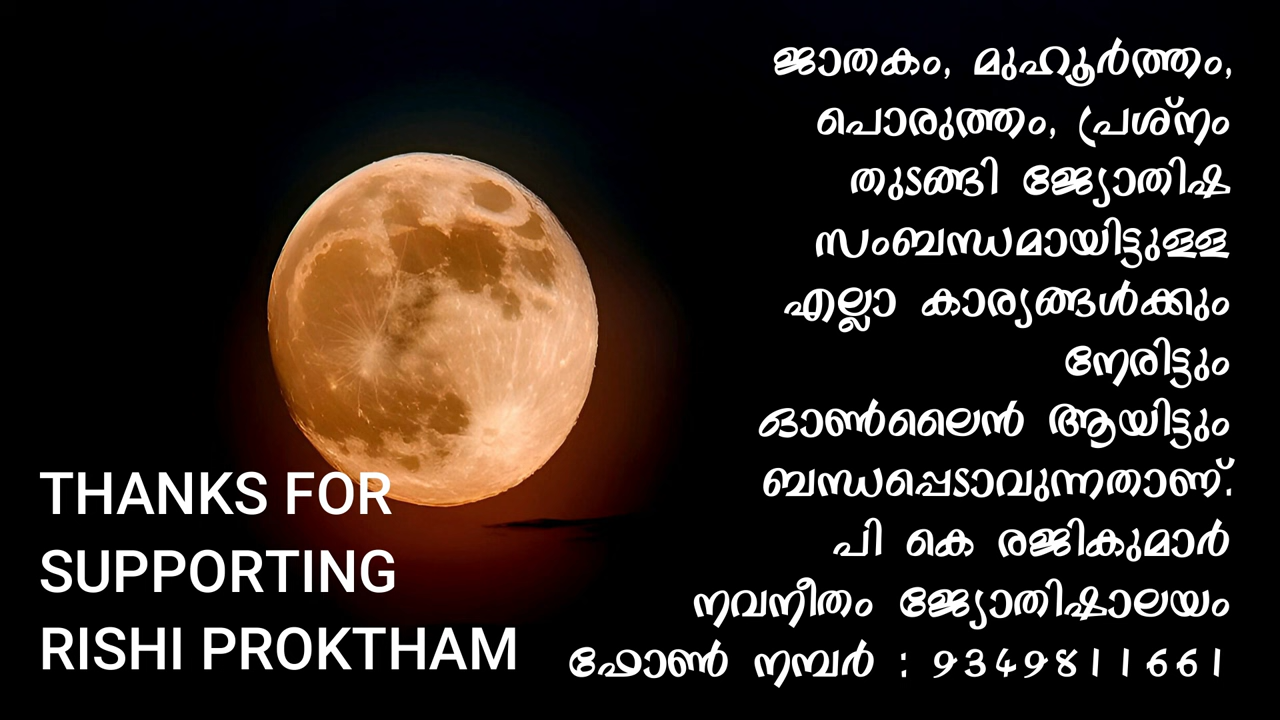 ജാതകം, മുഹൂർത്തം,
പൊരുത്തം, പ്രശ്നം
തുടങ്ങി ജ്യോതിഷ
സംബന്ധമായിട്ടുള്ള
എല്ലാ കാര്യങ്ങൾക്കും
നേരിട്ടും
ഓൺലൈൻ ആയിട്ടും
ബന്ധപ്പെടാവുന്നതാണ്.
പി കെ രജികുമാർ
നവനീതം ജ്യോതിഷാലയം
ഫോൺ നമ്പർ : 9349811661
THANKS FOR
SUPPORTING
RISHI PROKTHAM